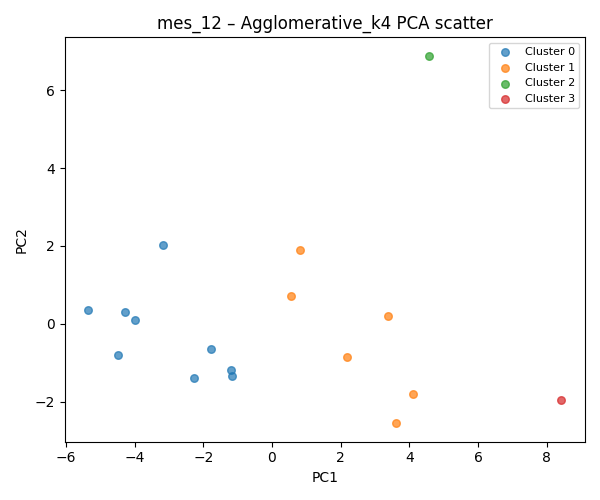 mes_12 – Agglomerative_k4 PCA scatter
Cluster 0
Cluster 1
Cluster 2
Cluster 3
PC2
6
4
2
0
−2
−6 −4 −2 0 2 4 6 8
PC1